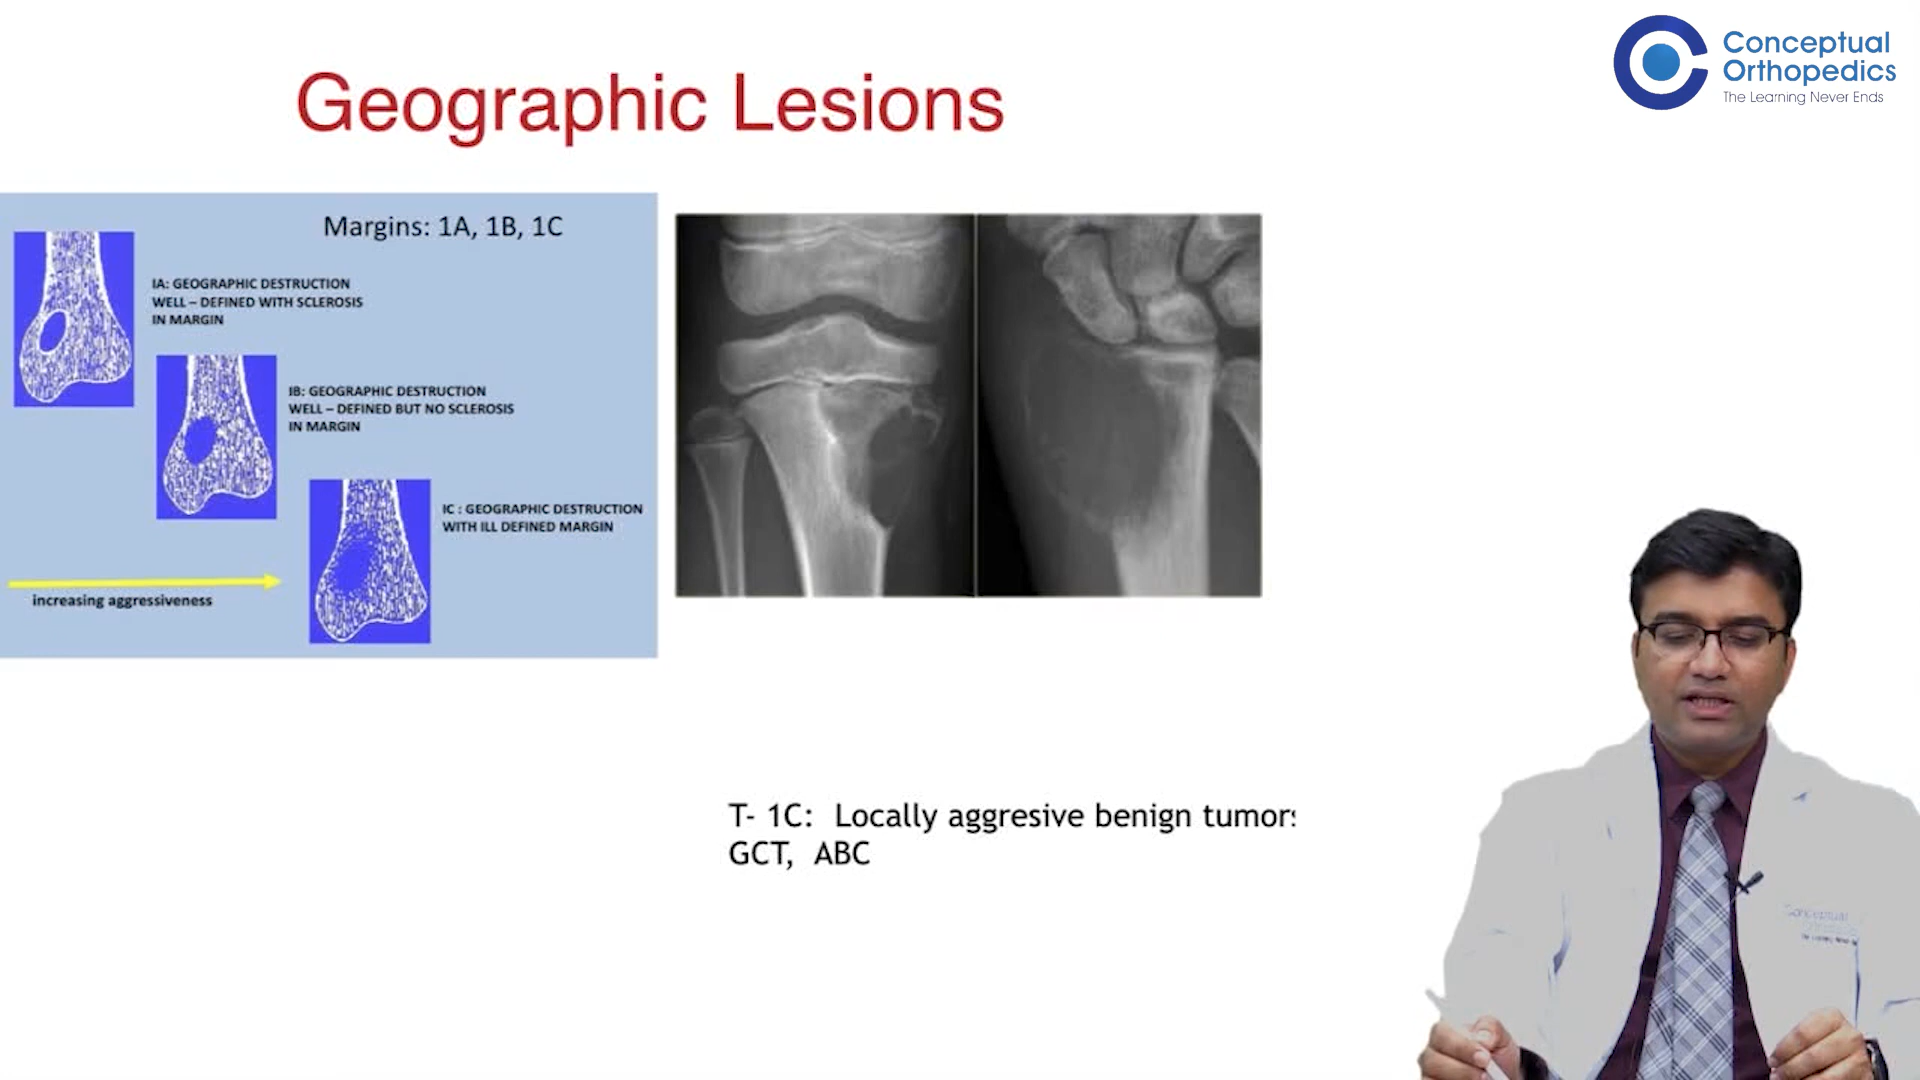 Conceptual
Orthopedics
The Learning Never Ends
Geographic Lesions
Margins: 1A, 1B, 1C
IA: GEOGRAPHIC DESTRUCTION
WELL – DEFINED WITH SCLEROSIS
IN MARGIN
IB: GEOGRAPHIC DESTRUCTION
WELL – DEFINED BUT NO SCLEROSIS
IN MARGIN
IC : GEOGRAPHIC DESTRUCTION
WITH ILL DEFINED MARGIN
increasing aggressiveness
T- 1C: Locally aggresive benign tumors
GCT, ABC
Conceptual